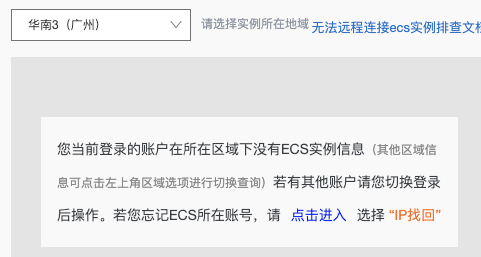 华南3（广州） 请选择实例所在地域 无法远程连接ecs实例排查文档
您当前登录的账户在所在区域下没有ECS实例信息（其他区域信
息可点击左上角区域选项进行切换查询）若有其他账户请您切换登录
后操作。若您忘记ECS所在账号，请 点击进入 选择 “IP找回”